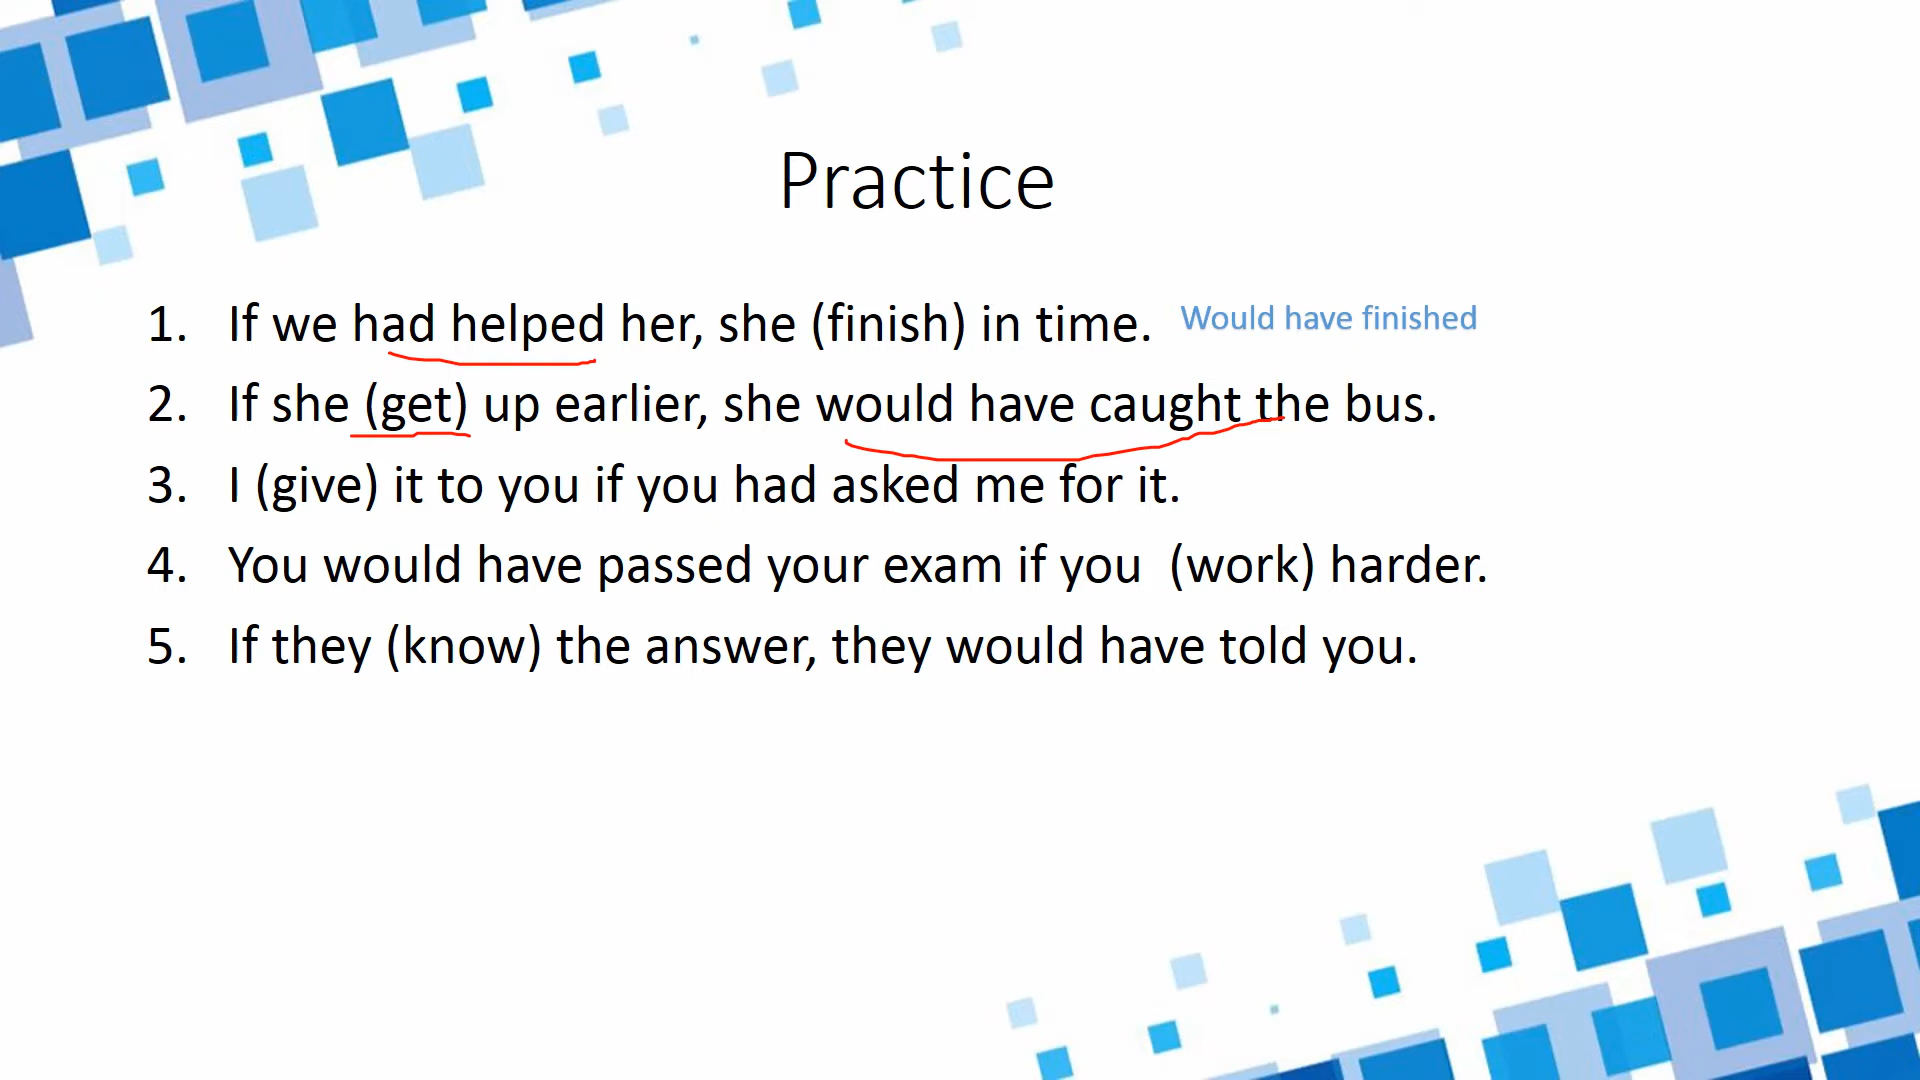 Practice
1. If we had helped her, she (finish) in time. Would have finished
2. If she (get) up earlier, she would have caught the bus.
3. I (give) it to you if you had asked me for it.
4. You would have passed your exam if you  (work) harder.
5. If they (know) the answer, they would have told you.